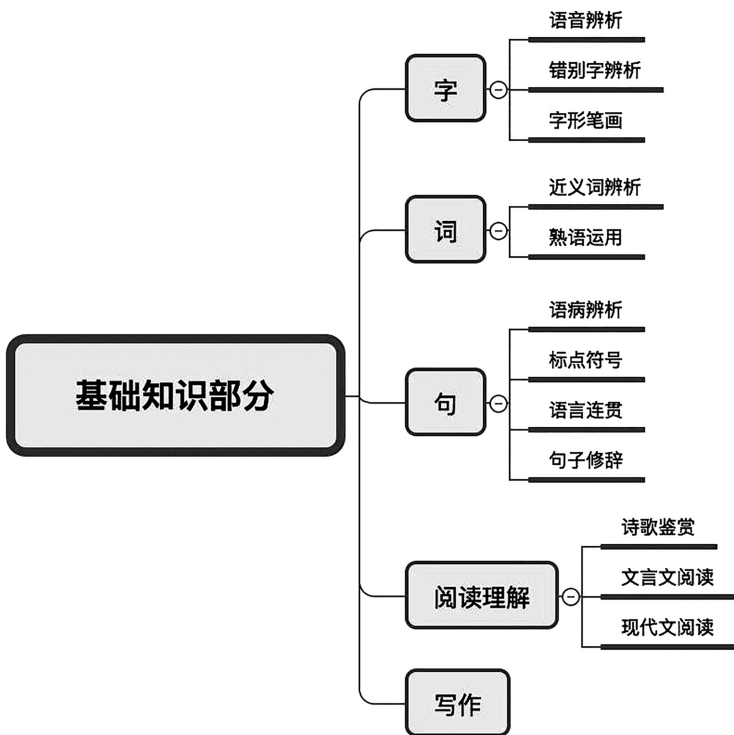 基础知识部分
字
语音辨析
错别字辨析
字形笔画
词
近义词辨析
熟语运用
句
语病辨析
标点符号
语言连贯
句子修辞
阅读理解
诗歌鉴赏
文言文阅读
现代文阅读
写作